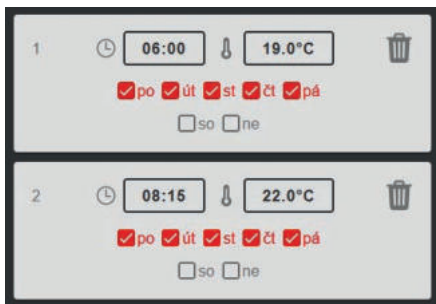 1 06:00 19.0°C
po út st čt pá
so ne
2 08:15 22.0°C
po út st čt pá
so ne